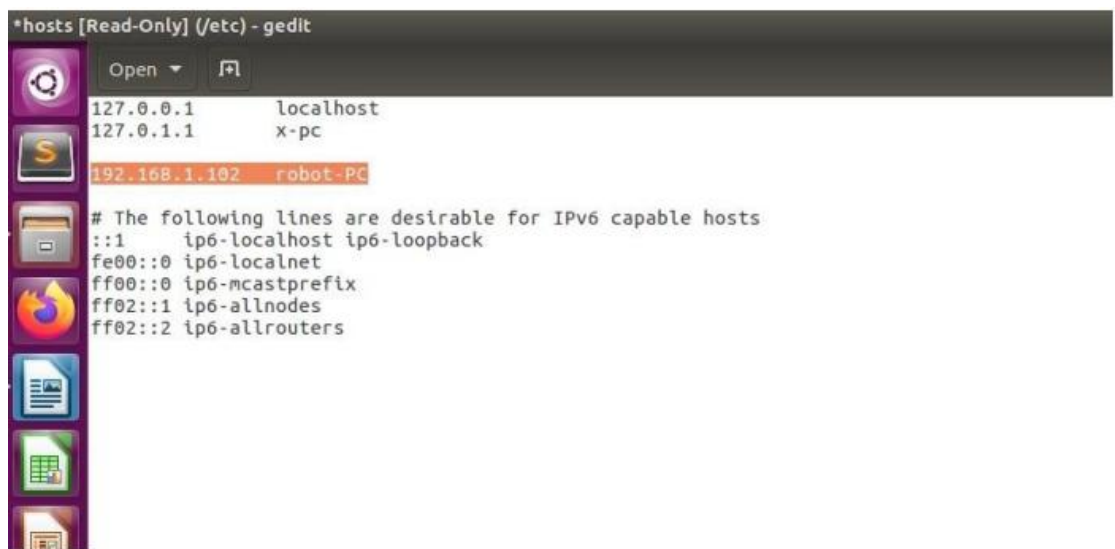 *hosts [Read-Only] (/etc) - gedit
Open
127.0.0.1 localhost
127.0.1.1 x-pc
192.168.1.102 robot-PC
# The following lines are desirable for IPv6 capable hosts
::1 ip6-localhost ip6-loopback
fe00::0 ip6-localnet
ff00::0 ip6-mcastprefix
ff02::1 ip6-allnodes
ff02::2 ip6-allrouters